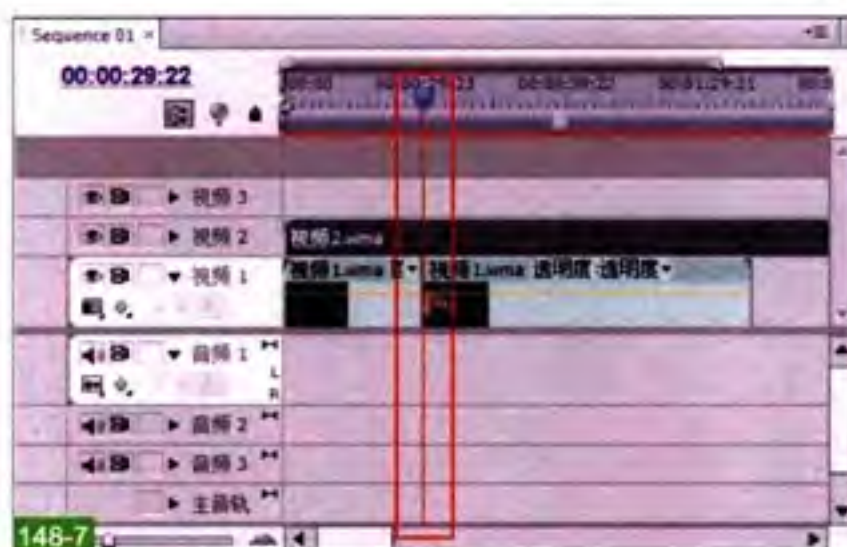 Sequence 01
00:00:29:22
视频 3
视频 2
视频2.wma
视频 1
视频1.wma
视频1.wma 透明度:透明度
音频 1
L
R
音频 2
音频 3
主音轨
148-7